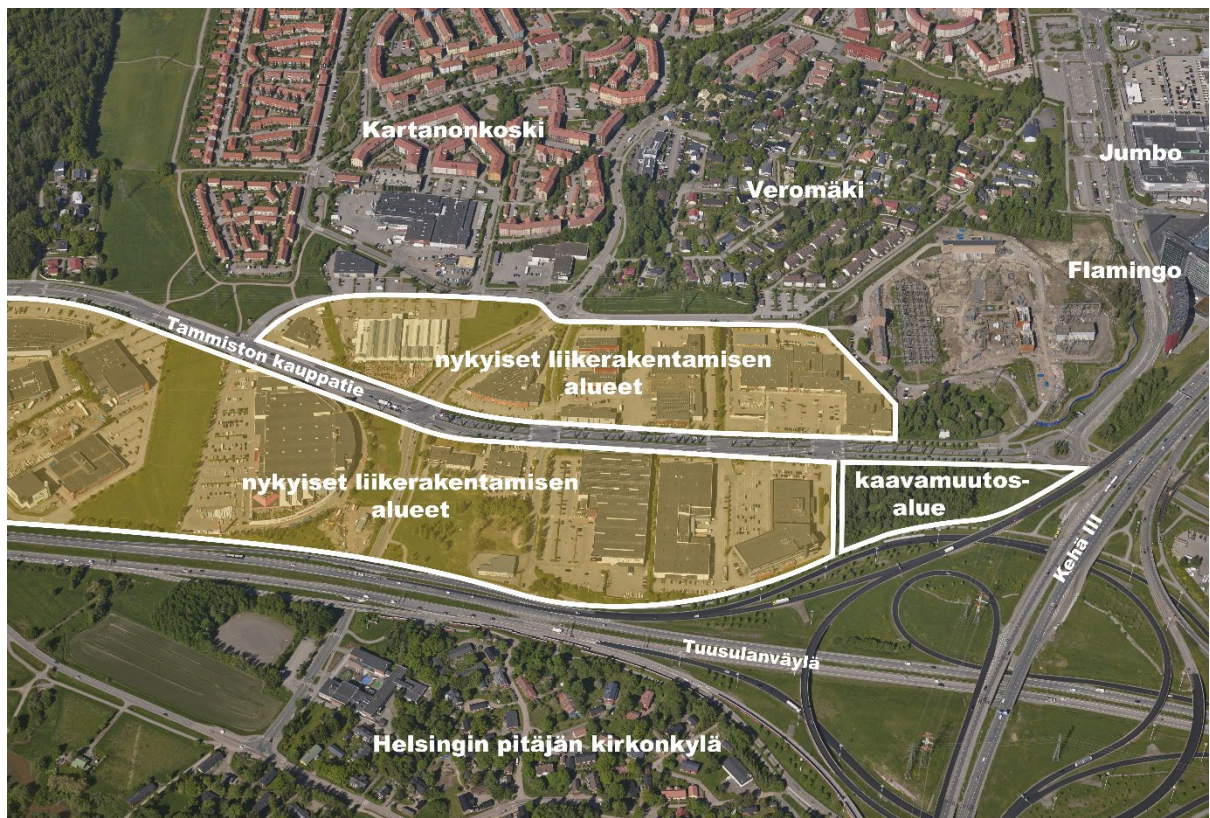 Kartanonkoski
Jumbo
Veromäki
Flamingo
Tammiston kauppatie
nykyiset liikerakentamisen
alueet
nykyiset liikerakentamisen
alueet
kaavamuutos-
alue
Kehä III
Tuusulanväylä
Helsingin pitäjän kirkonkylä